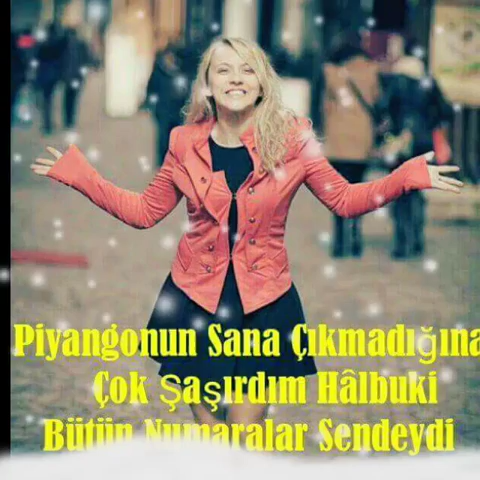 Piyangonun Sana Çıkmadığına
Çok Şaşırdım Hâlbuki
Bütün Numaralar Sendeydi